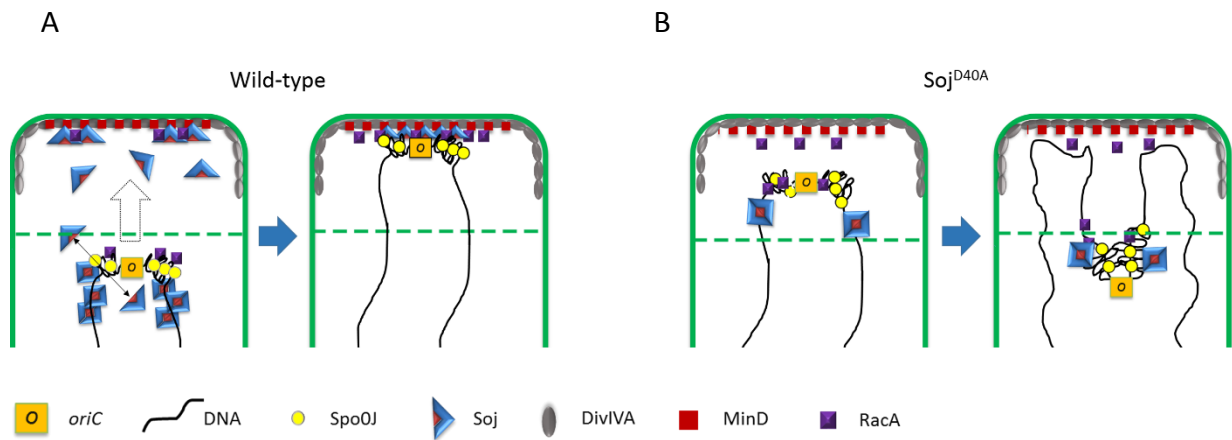 A
B
Wild-type
Soj^D40A
O
O
O
O
O oriC
DNA
Spo0J
Soj
DivIVA
MinD
RacA